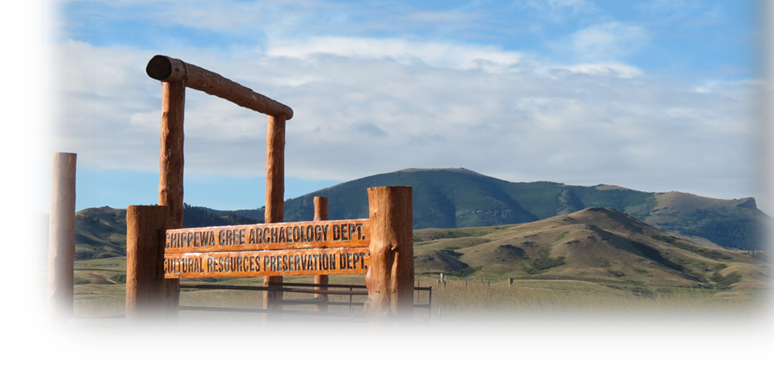 CHIPPEWA CREE ARCHAEOLOGY DEPT.
CULTURAL RESOURCES PRESERVATION DEPT.